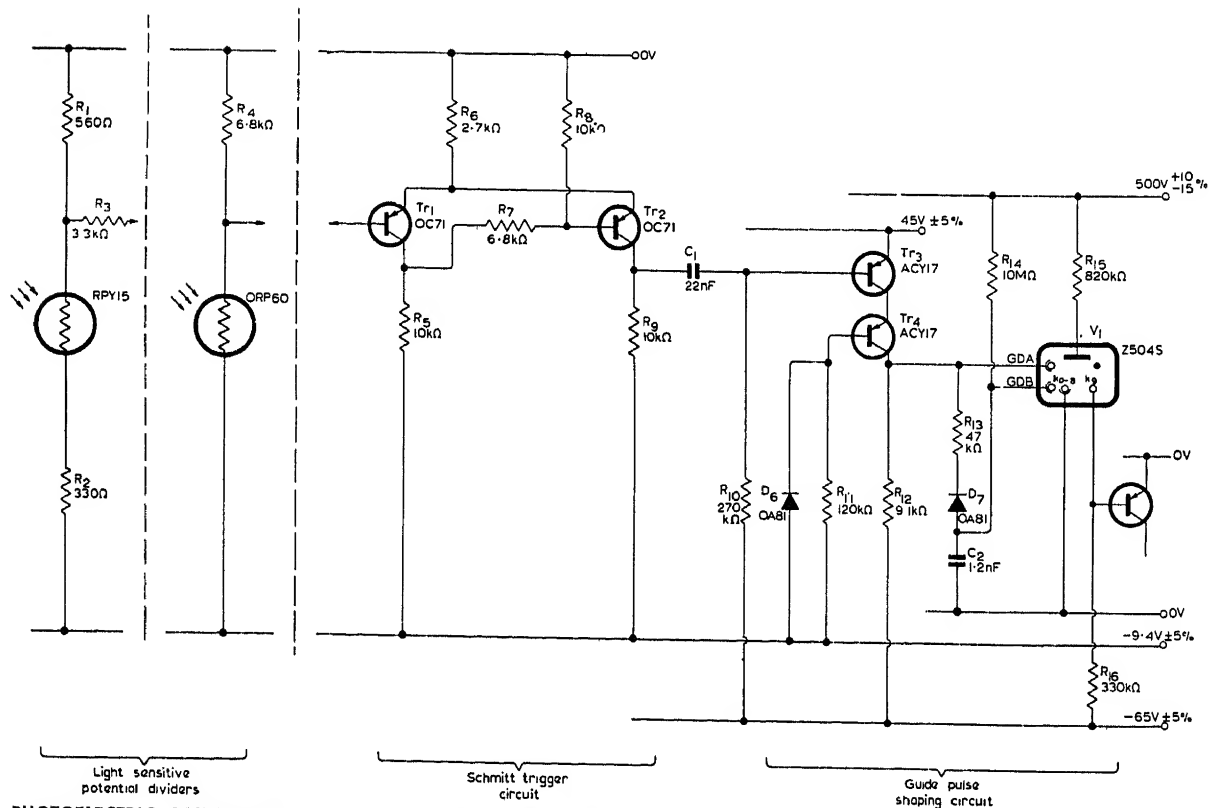 R1
560Ω
R4
6·8kΩ
R3
3·3kΩ
RPY15
ORP60
R2
330Ω
0V
R6
2·7kΩ
R8
10kΩ
Tr1
OC71
R7
6·8kΩ
Tr2
OC71
R5
10kΩ
R9
10kΩ
C1
22nF
45V ±5%
Tr3
ACY17
Tr4
ACY17
500V +10 -15 %
R14
10MΩ
R15
820kΩ
V1
Z504S
GDA
GDB
k0-8
k9
R10
270
kΩ
D6
OA81
R11
120kΩ
R12
9·1kΩ
R13
47
kΩ
D7
OA81
C2
1·2nF
0V
0V
-9·4V±5%
R16
330kΩ
-65V ±5%
Light sensitive
potential dividers
Schmitt trigger
circuit
Guide pulse
shaping circuit